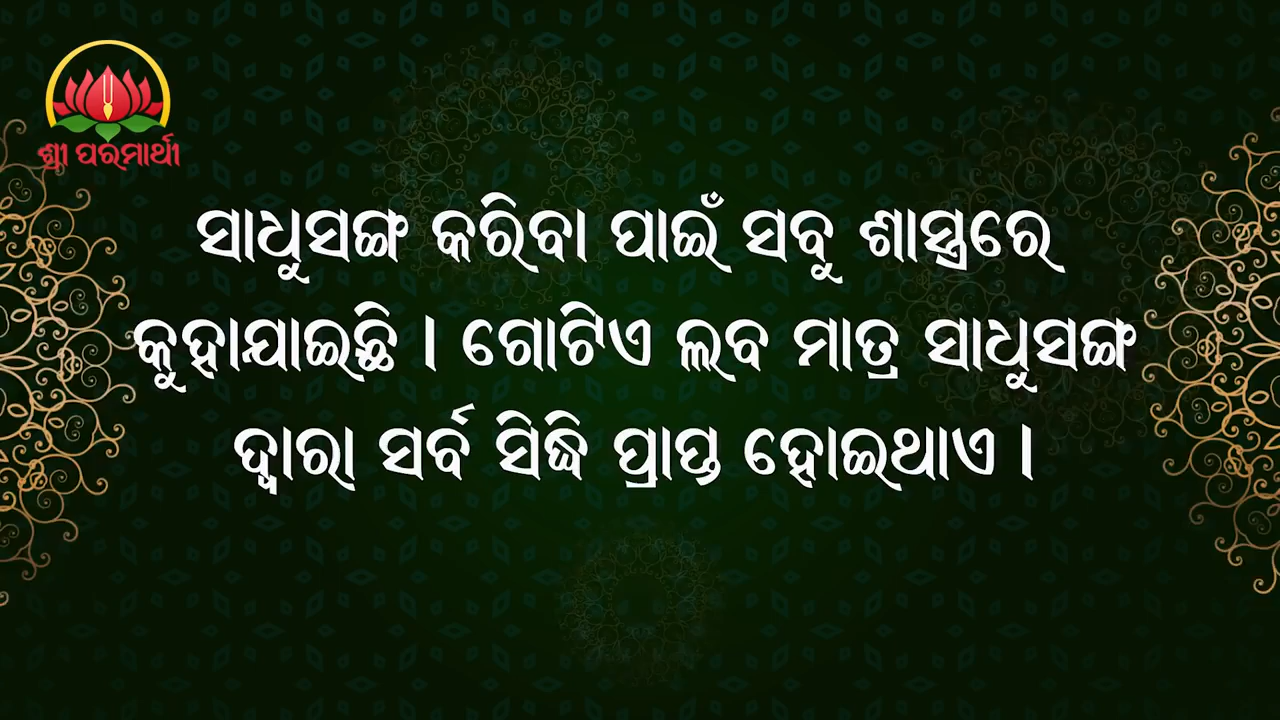 ଶ୍ରୀ ପରମାର୍ଥୀ
ସାଧୁସଙ୍ଗ କରିବା ପାଇଁ ସବୁ ଶାସ୍ତ୍ରରେ
କୁହାଯାଇଛି । ଗୋଟିଏ ଲବ ମାତ୍ର ସାଧୁସଙ୍ଗ
ଦ୍ୱାରା ସର୍ବ ସିଦ୍ଧି ପ୍ରାପ୍ତ ହୋଇଥାଏ ।